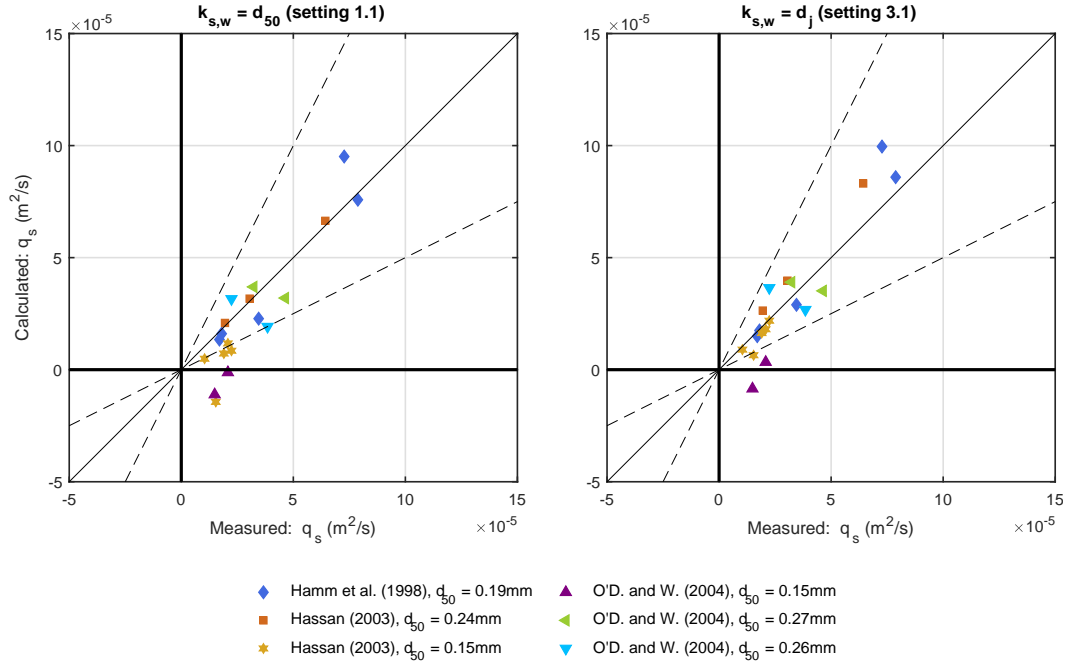 k_s,w = d_50 (setting 1.1)
×10^-5
15
10
5
0
-5
Calculated: q_s (m^2/s)
-5 0 5 10 15
×10^-5
Measured: q_s (m^2/s)
k_s,w = d_j (setting 3.1)
×10^-5
15
10
5
0
-5
-5 0 5 10 15
×10^-5
Measured: q_s (m^2/s)
Hamm et al. (1998), d_50 = 0.19mm
Hassan (2003), d_50 = 0.24mm
Hassan (2003), d_50 = 0.15mm
O'D. and W. (2004), d_50 = 0.15mm
O'D. and W. (2004), d_50 = 0.27mm
O'D. and W. (2004), d_50 = 0.26mm